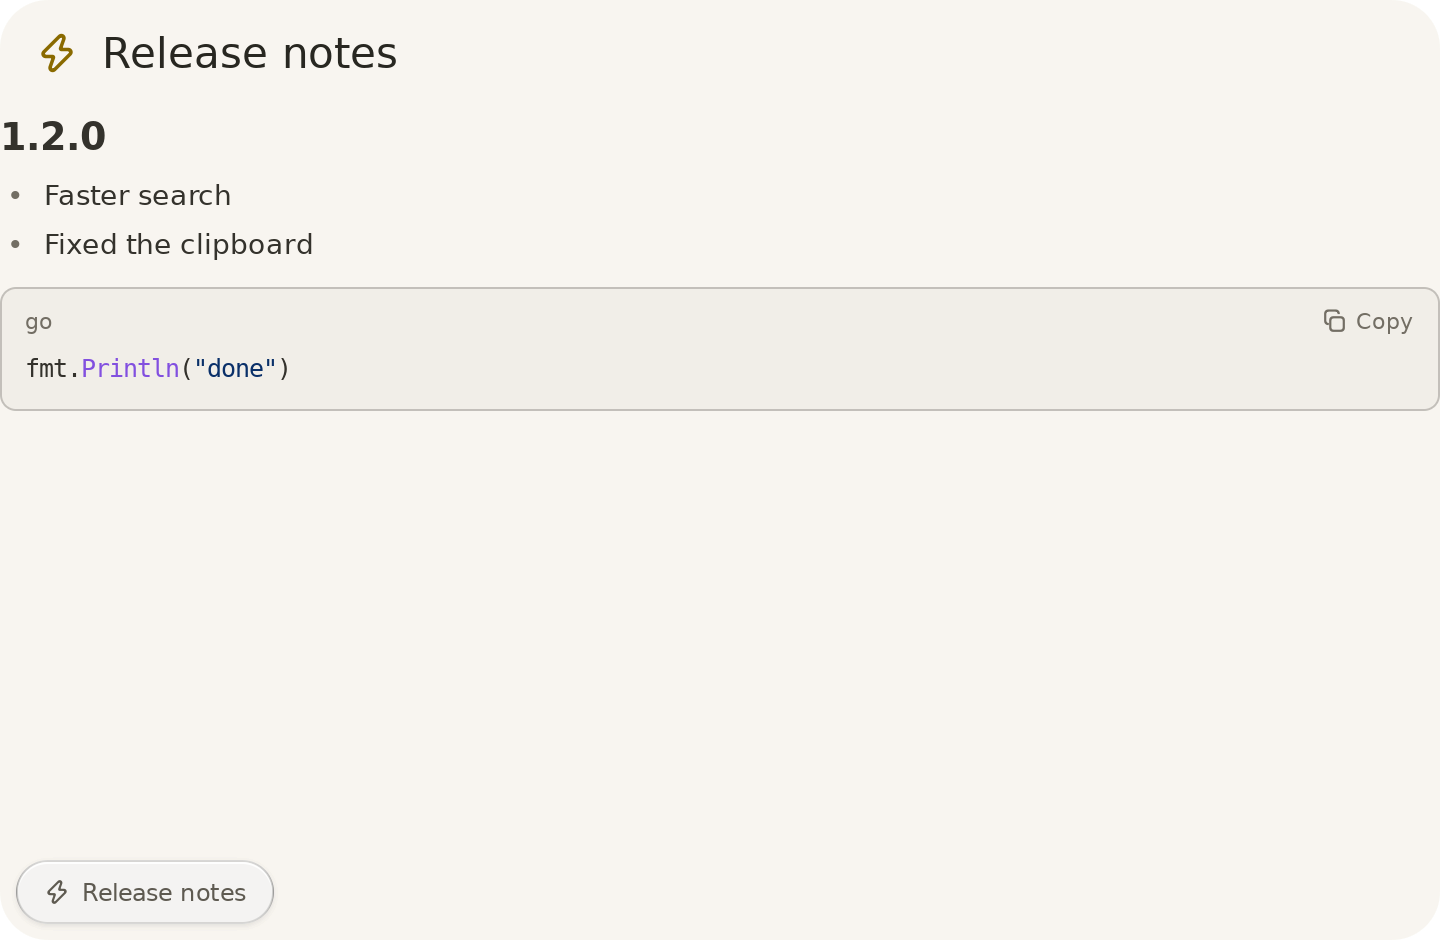 Release notes
1.2.0
• Faster search
• Fixed the clipboard
go
Copy
fmt.Println("done")
Release notes